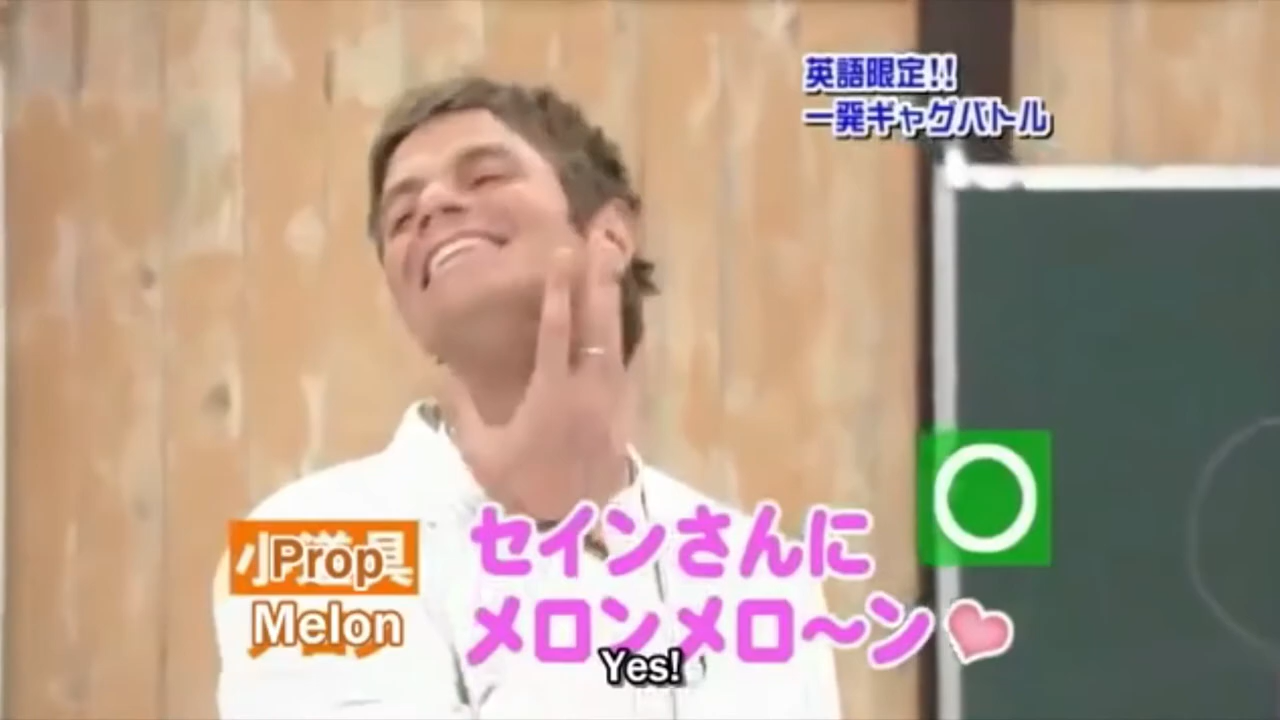 英語限定!!
一発ギャグバトル
小道具
Prop
Melon
セインさんに
メロンメロ〜ン
Yes!